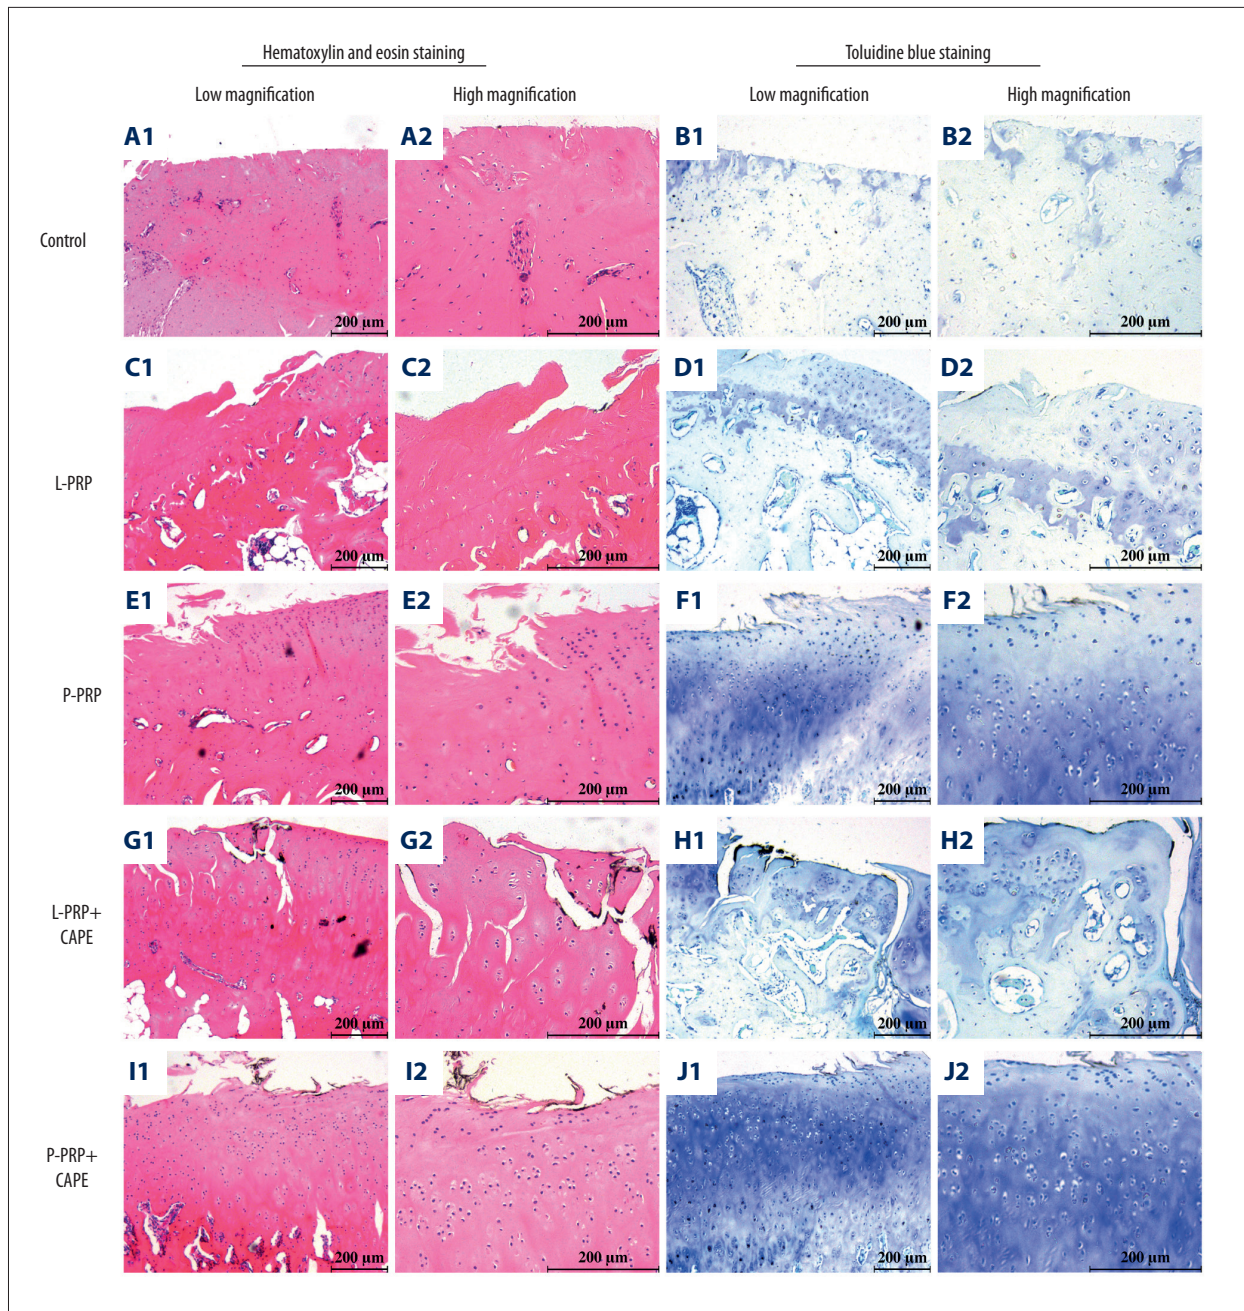 Hematoxylin and eosin staining
Toluidine blue staining
Low magnification
High magnification
Low magnification
High magnification
Control
A1
A2
B1
B2
200 µm
200 µm
200 µm
200 µm
L-PRP
C1
C2
D1
D2
200 µm
200 µm
200 µm
200 µm
P-PRP
E1
E2
F1
F2
200 µm
200 µm
200 µm
200 µm
L-PRP+
CAPE
G1
G2
H1
H2
200 µm
200 µm
200 µm
200 µm
P-PRP+
CAPE
I1
I2
J1
J2
200 µm
200 µm
200 µm
200 µm